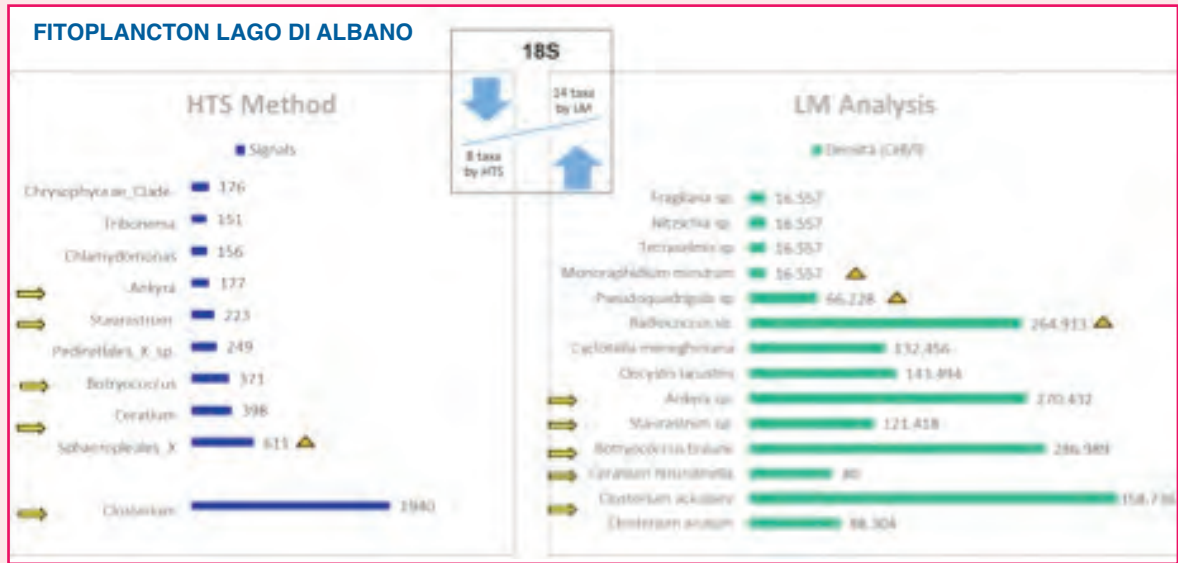 FITOPLANCTON LAGO DI ALBANO
18S
14 taxa
by LM
8 taxa
by HTS
HTS Method
Signals
Chrysophyceae_Clade 176
Tribonema 151
Chlamydomonas 156
Ankyra 177
Staurastrum 223
Pedinellales_X_sp. 249
Botryococcus 371
Ceratium 398
Sphaeropleales_X 611
Closterium 1940
LM Analysis
Densità (Cell/l)
Fragilaria sp. 16.557
Nitzschia sp. 16.557
Tetraselmis sp. 16.557
Monoraphidium minutum 16.557
Pseudoquadrigula sp 66.228
Radiococcus sp. 264.913
Cyclotella meneghiniana 132.456
Oocystis lacustris 143.494
Ankyra sp. 270.432
Staurastrum sp. 121.418
Botryococcus braunii 286.989
Ceratium hirundinella 80
Closterium aciculare 358.736
Closterium acutum 88.304